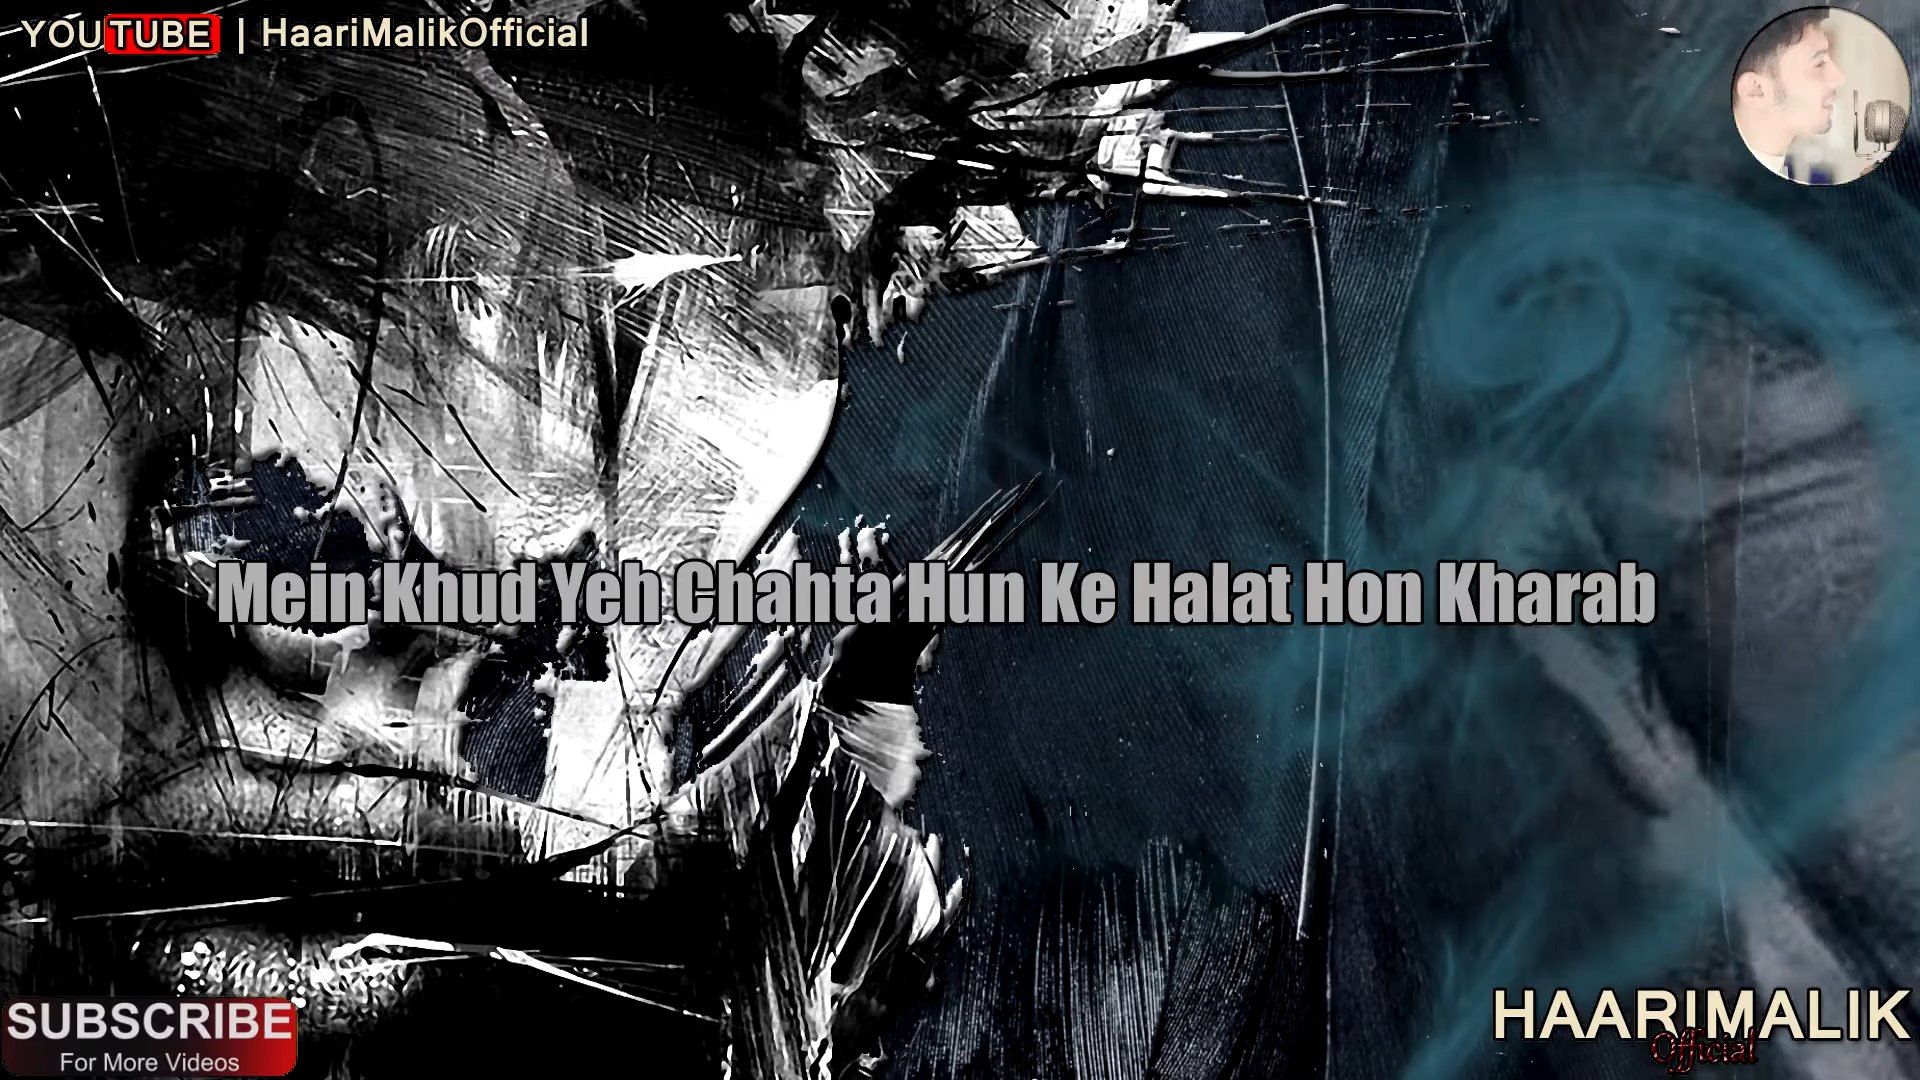 YOUTUBE | HaariMalikOfficial
Mein Khud Yeh Chahta Hun Ke Halat Hon Kharab
SUBSCRIBE
For More Videos
HAARIMALIK
Official